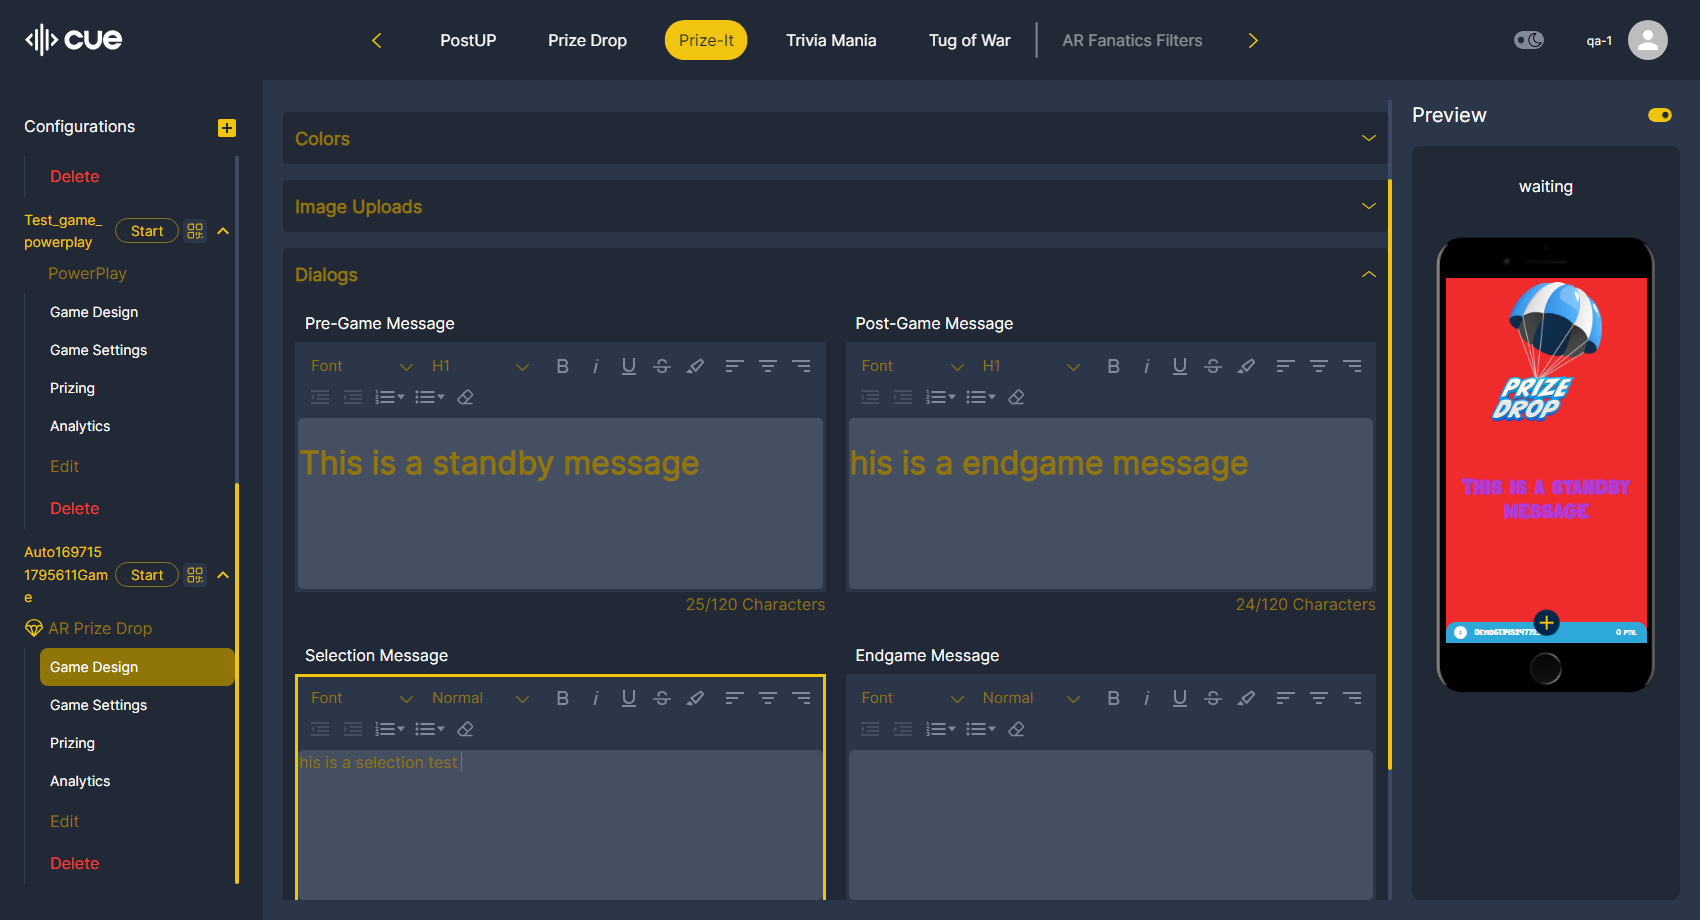 cue
PostUP
Prize Drop
Prize-It
Trivia Mania
Tug of War
AR Fanatics Filters
qa-1
Configurations
Delete
Test_game_
powerplay
Start
PowerPlay
Game Design
Game Settings
Prizing
Analytics
Edit
Delete
Auto169715
1795611Gam
e
Start
AR Prize Drop
Game Design
Game Settings
Prizing
Analytics
Edit
Delete
Colors
Image Uploads
Dialogs
Pre-Game Message
Font
H1
B i U S
This is a standby message
25/120 Characters
Post-Game Message
Font
H1
B i U S
his is a endgame message
24/120 Characters
Selection Message
Font
Normal
B i U S
his is a selection test
Endgame Message
Font
Normal
B i U S
Preview
waiting
PRIZE
DROP
This is a standby
message
0 pts.